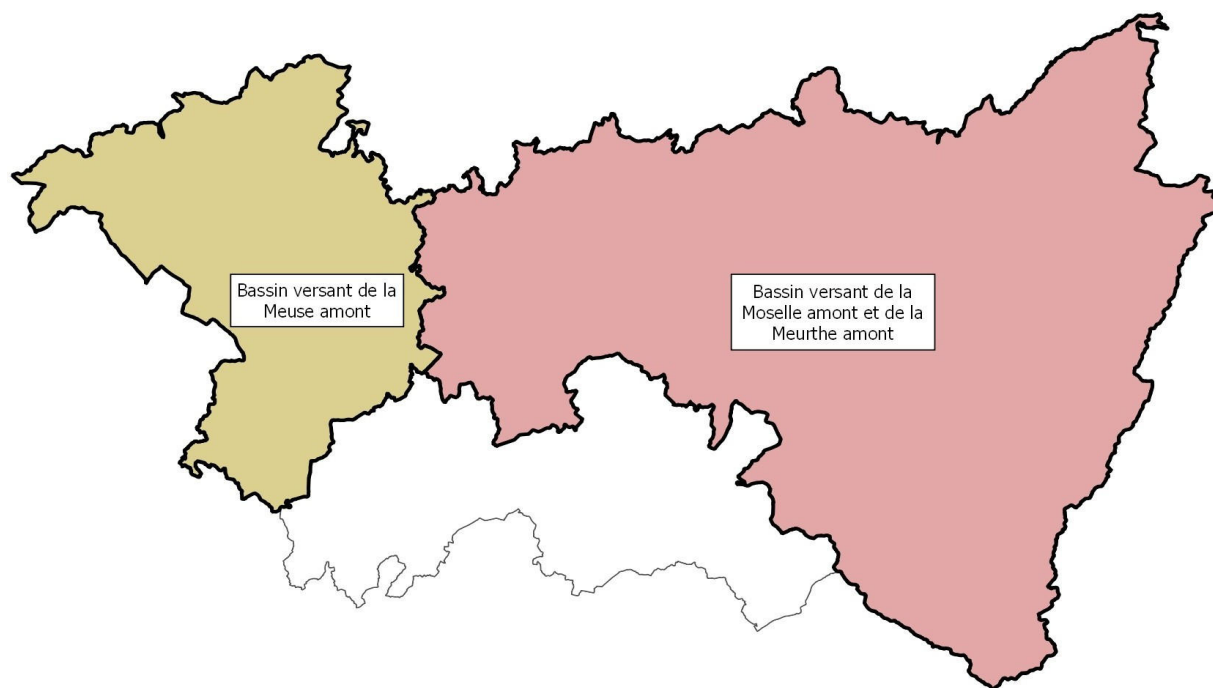 Bassin versant de la
Meuse amont
Bassin versant de la
Moselle amont et de la
Meurthe amont